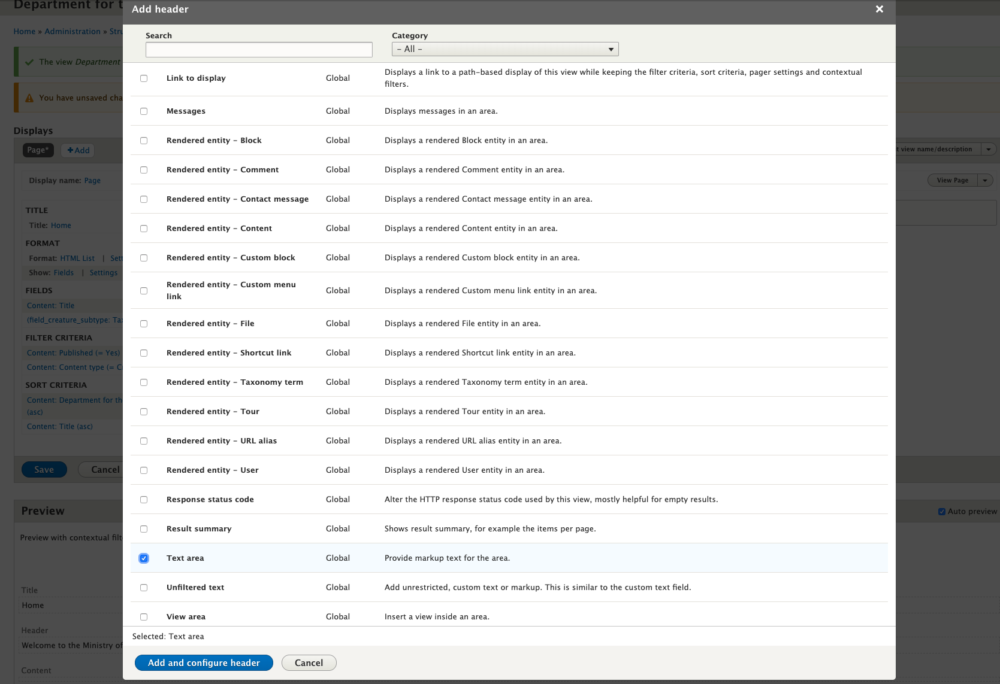 Department for t
Add header
Home » Administration » Stru
Search
Category
- All -
The view Department
Link to display
Global
Displays a link to a path-based display of this view while keeping the filter criteria, sort criteria, pager settings and contextual
filters.
You have unsaved cha
Messages
Global
Displays messages in an area.
Displays
Rendered entity - Block
Global
Displays a rendered Block entity in an area.
Page*
+Add
t view name/description
Rendered entity - Comment
Global
Displays a rendered Comment entity in an area.
Display name: Page
View Page
Rendered entity - Contact message
Global
Displays a rendered Contact message entity in an area.
TITLE
Title: Home
Rendered entity - Content
Global
Displays a rendered Content entity in an area.
FORMAT
Format: HTML List | Sett
Rendered entity - Custom block
Global
Displays a rendered Custom block entity in an area.
Show: Fields | Settings
Rendered entity - Custom menu
link
Global
Displays a rendered Custom menu link entity in an area.
FIELDS
Content: Title
(field_creature_subtype: Tax
Rendered entity - File
Global
Displays a rendered File entity in an area.
FILTER CRITERIA
Content: Published (= Yes)
Rendered entity - Shortcut link
Global
Displays a rendered Shortcut link entity in an area.
Content: Content type (= Cr
Rendered entity - Taxonomy term
Global
Displays a rendered Taxonomy term entity in an area.
SORT CRITERIA
Content: Department for th
(asc)
Rendered entity - Tour
Global
Displays a rendered Tour entity in an area.
Content: Title (asc)
Rendered entity - URL alias
Global
Displays a rendered URL alias entity in an area.
Save
Cancel
Rendered entity - User
Global
Displays a rendered User entity in an area.
Response status code
Global
Alter the HTTP response status code used by this view, mostly helpful for empty results.
Preview
Auto preview
Result summary
Global
Shows result summary, for example the items per page.
Preview with contextual filt
Text area
Global
Provide markup text for the area.
Unfiltered text
Global
Add unrestricted, custom text or markup. This is similar to the custom text field.
Title
Home
View area
Global
Insert a view inside an area.
Header
Selected: Text area
Welcome to the Ministry of
Add and configure header
Cancel
Content